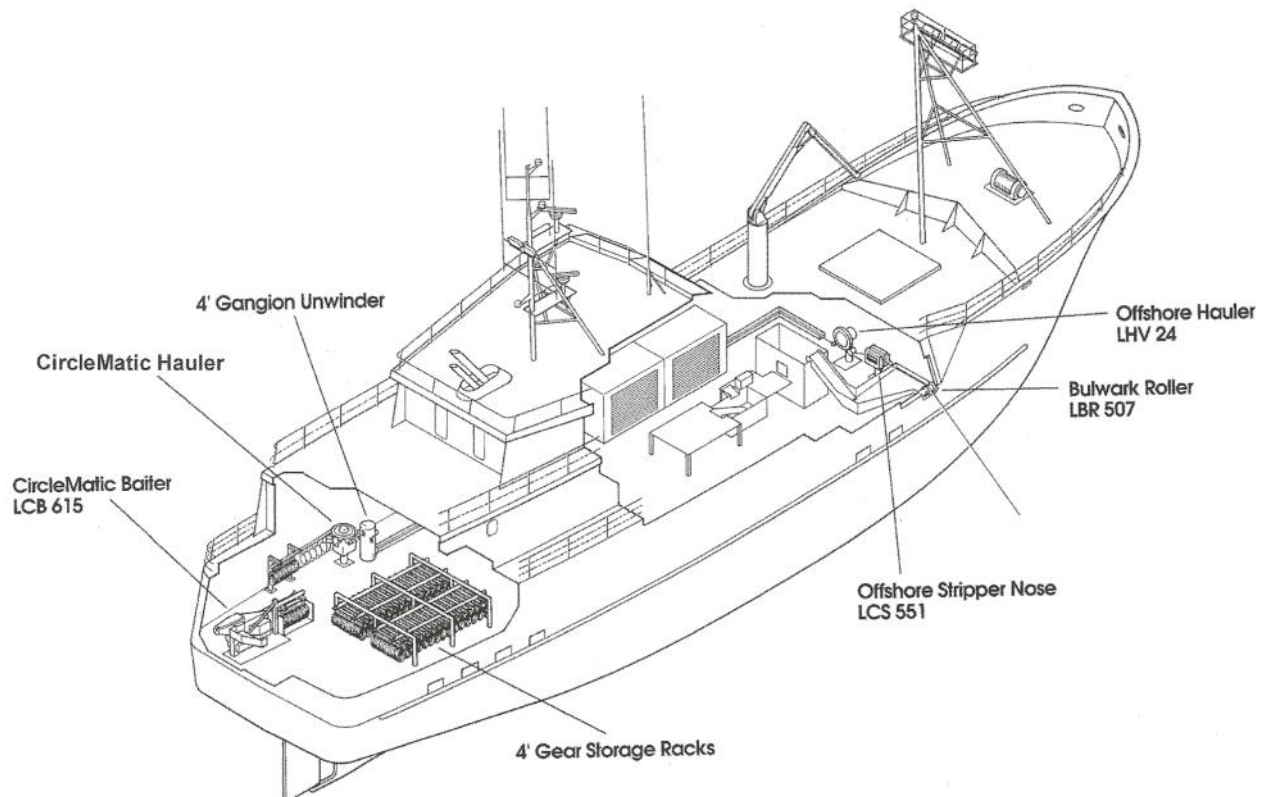 4' Gangion Unwinder
CircleMatic Hauler
CircleMatic Baiter
LCB 615
Offshore Hauler
LHV 24
Bulwark Roller
LBR 507
Offshore Stripper Nose
LCS 551
4' Gear Storage Racks